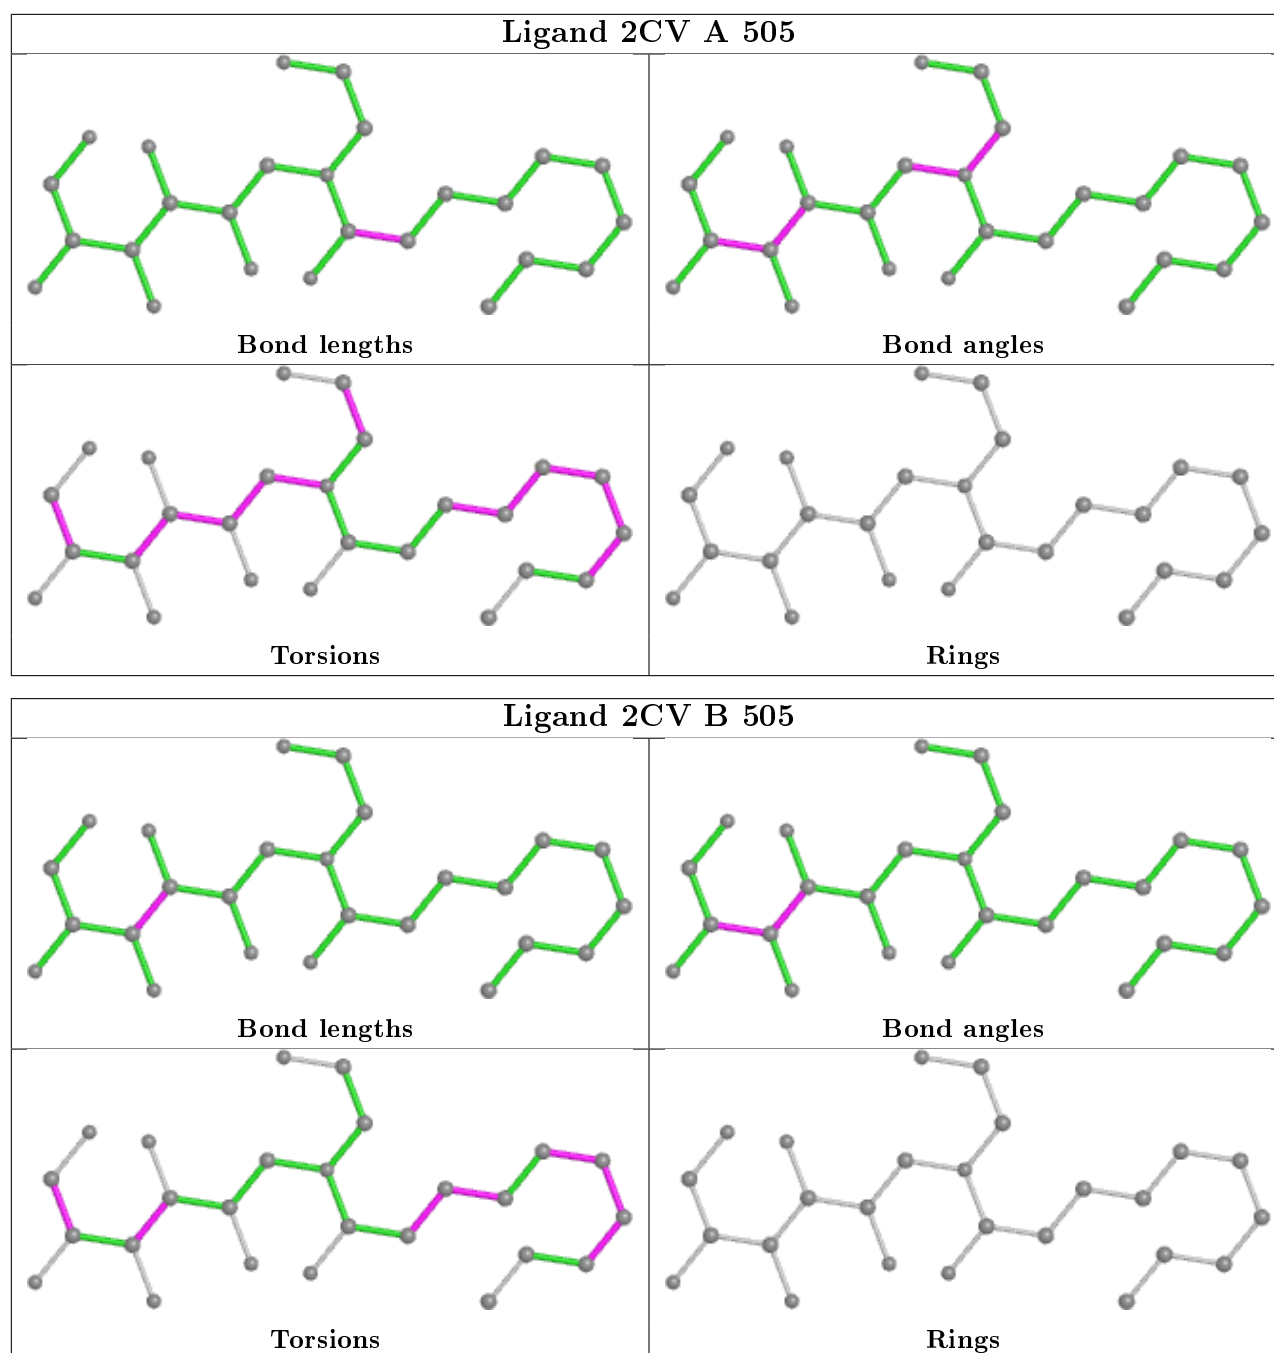 Ligand 2CV A 505
Bond lengths
Bond angles
Torsions
Rings
Ligand 2CV B 505
Bond lengths
Bond angles
Torsions
Rings